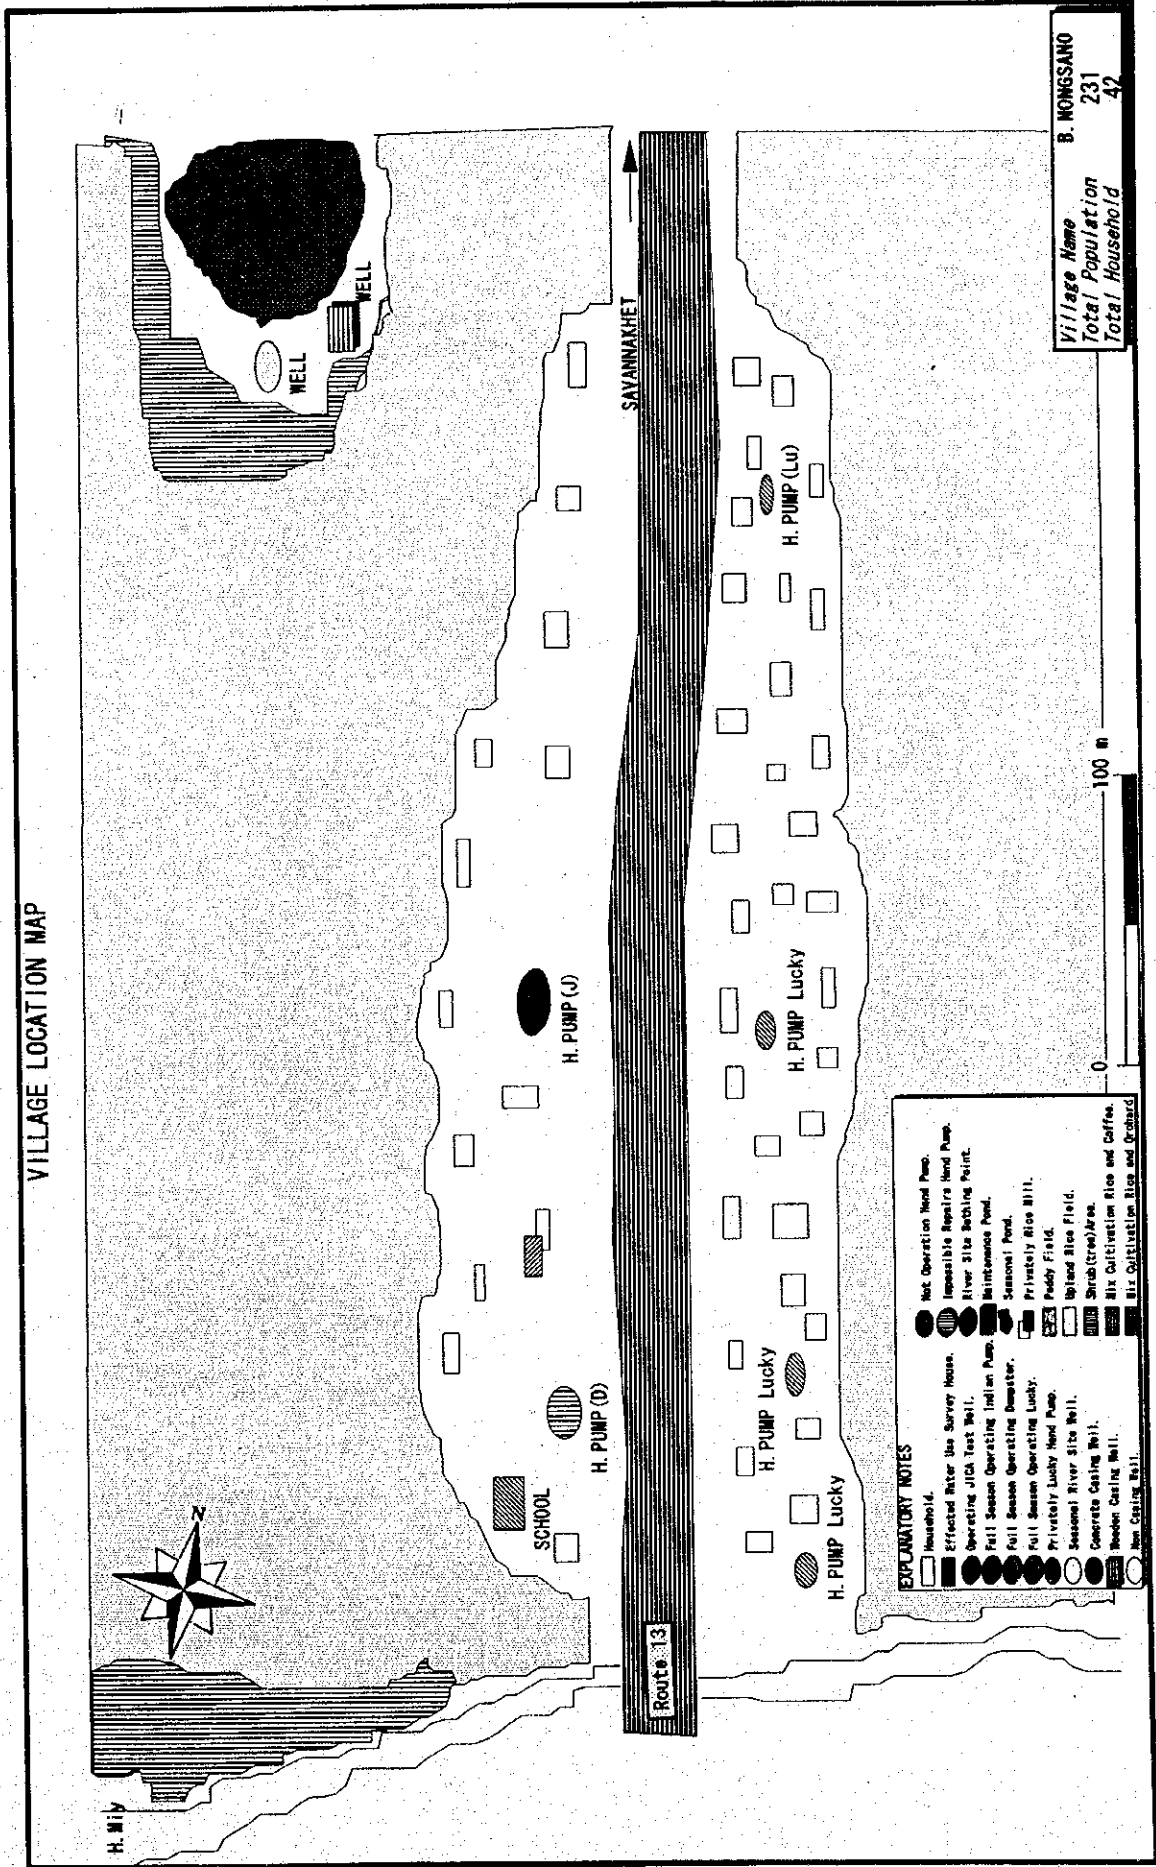 VILLAGE LOCATION MAP
Village Name B. NONGSANO
Total Population 231
Total Household 42
WELL
WELL
SAVANNAKHET
N
H. PUMP (J)
H. PUMP (D)
SCHOOL
H. Mily
Route 13
H. PUMP (Lu)
H. PUMP Lucky
H. PUMP Lucky
H. PUMP Lucky
0
100 m
EXPLANATORY NOTES
Household.
Effected Water Use Survey House.
Operating JICA Test Well.
Full Season Operating Indian Pump.
Full Season Operating Dempster.
Full Season Operating Lucky.
Privately Lucky Hand Pump.
Seasonal River Site Well.
Concrete Casing Well.
Wooden Casing Well.
Non Casing Well.
Not Operation Hand Pump.
Impossible Repairs Hand Pump.
River Site Bathing Point.
Maintenance Pond.
Seasonal Pond.
Privately Rice Mill.
Paddy Field.
Upland Rice Field.
Shrub(tree)Area.
Mix Cultivation Rice and Coffee.
Mix Cultivation Rice and Orchard